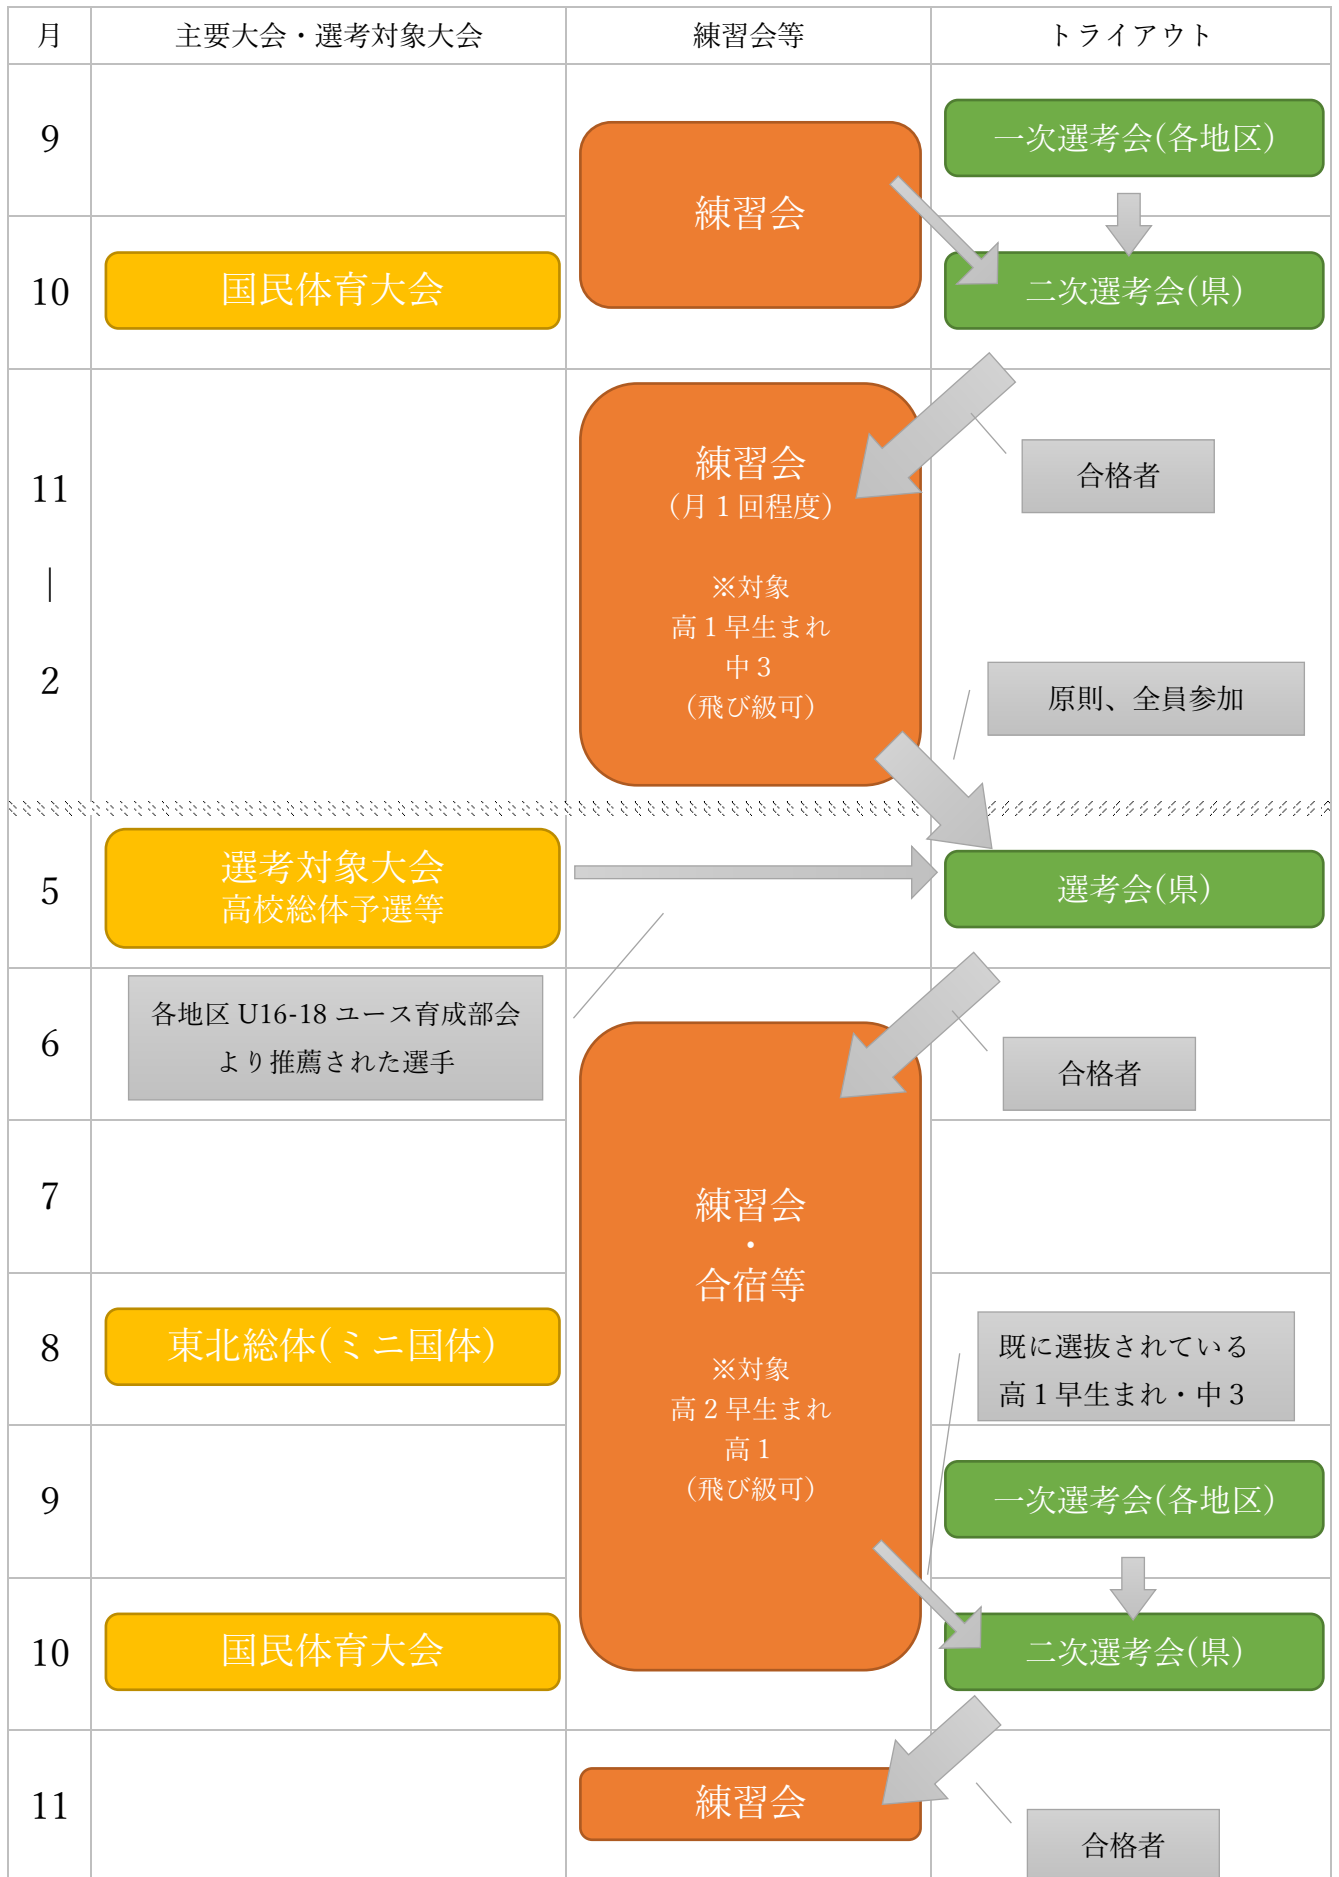 月 主要大会・選考対象大会 練習会等 トライアウト
9
練習会
一次選考会(各地区)
10
国民体育大会
二次選考会(県)
11
｜
2
練習会
(月1回程度)
※対象
高1早生まれ
中3
(飛び級可)
合格者
原則、全員参加
5
選考対象大会
高校総体予選等
選考会(県)
6
各地区 U16-18 ユース育成部会
より推薦された選手
合格者
7
練習会
・
合宿等
※対象
高2早生まれ
高1
(飛び級可)
8
東北総体(ミニ国体)
既に選抜されている
高1早生まれ・中3
9
一次選考会(各地区)
10
国民体育大会
二次選考会(県)
11
練習会
合格者